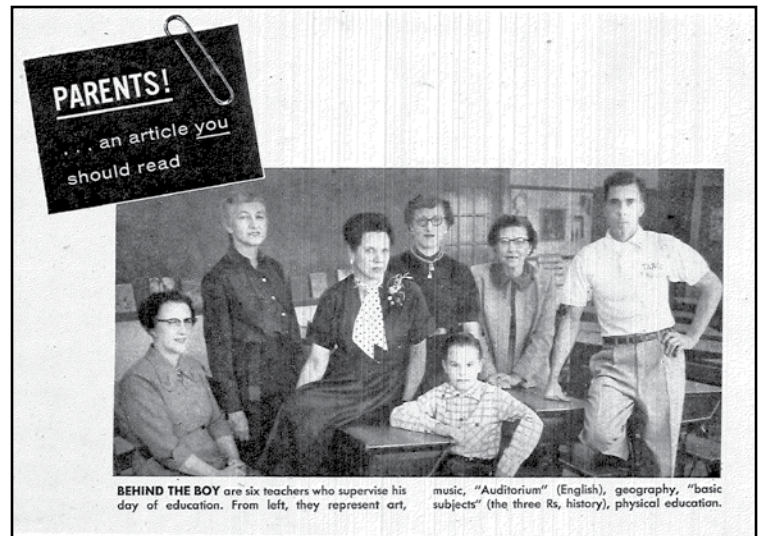 PARENTS!
. . . an article you
should read
BEHIND THE BOY are six teachers who supervise his
day of education. From left, they represent art,
music, "Auditorium" (English), geography, "basic
subjects" (the three Rs, history), physical education.